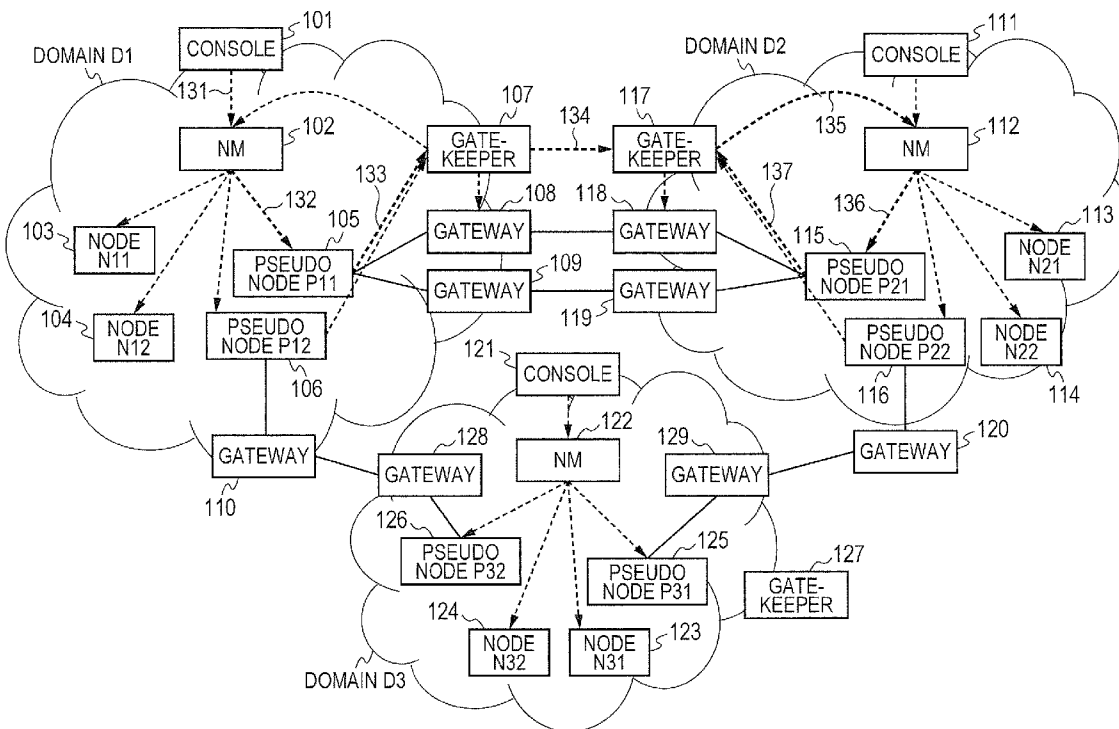 101
CONSOLE
DOMAIN D1
131
102
NM
107
GATE-
KEEPER
134
117
GATE-
KEEPER
DOMAIN D2
111
CONSOLE
135
112
NM
132
133
108
GATEWAY
118
GATEWAY
137
136
103
NODE
N11
105
PSEUDO
NODE P11
109
GATEWAY
GATEWAY
119
115
PSEUDO
NODE P21
113
NODE
N21
104
NODE
N12
PSEUDO
NODE P12
106
PSEUDO
NODE P22
116
NODE
N22
114
121
CONSOLE
110
GATEWAY
128
GATEWAY
122
NM
129
GATEWAY
120
GATEWAY
126
PSEUDO
NODE P32
125
PSEUDO
NODE P31
127
GATE-
KEEPER
124
NODE
N32
NODE
N31
123
DOMAIN D3